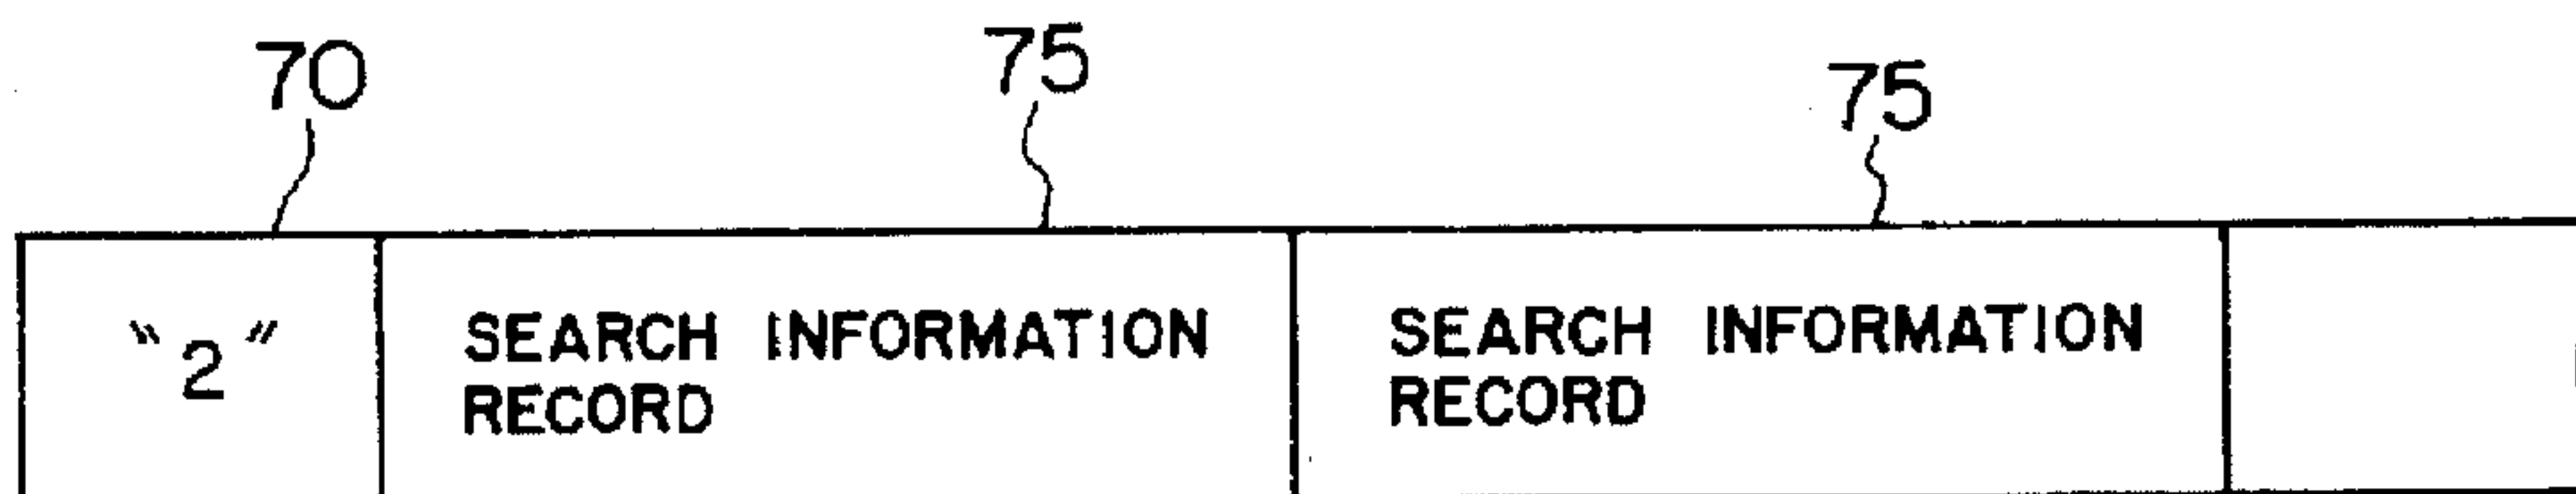 70 75 75
"2" SEARCH INFORMATION RECORD SEARCH INFORMATION RECORD